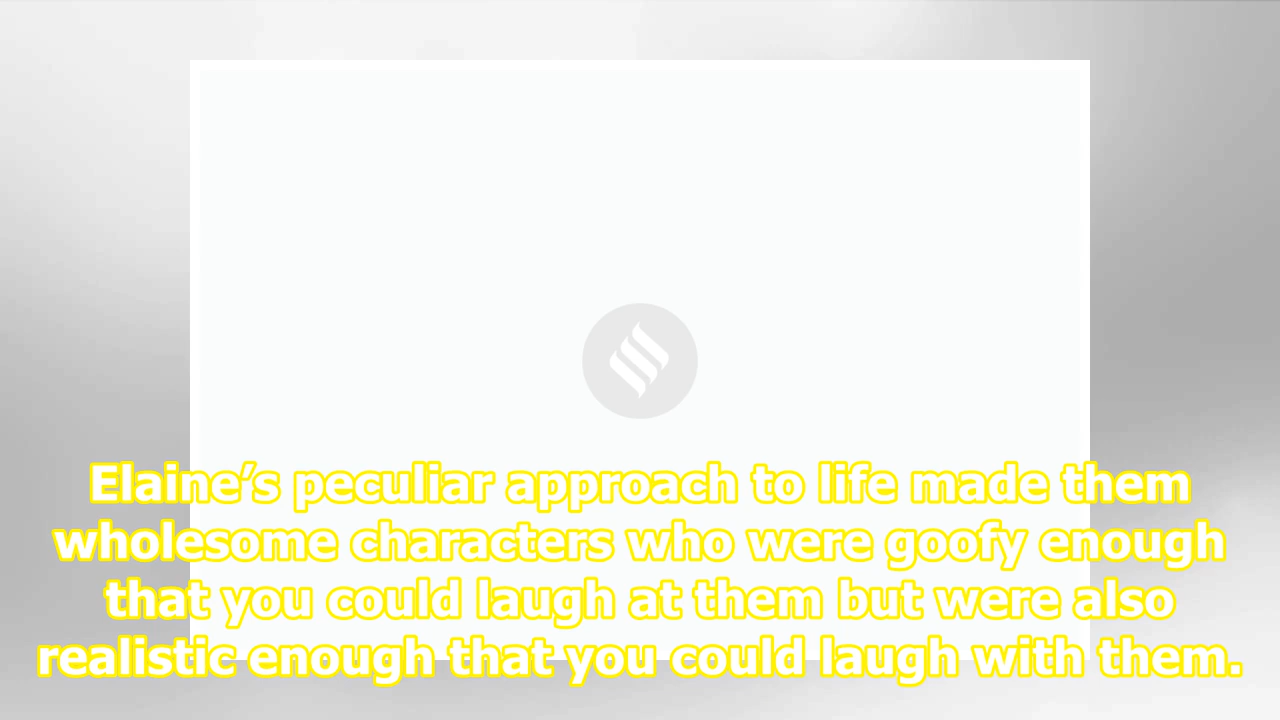 Elaine’s peculiar approach to life made them
wholesome characters who were goofy enough
that you could laugh at them but were also
realistic enough that you could laugh with them.